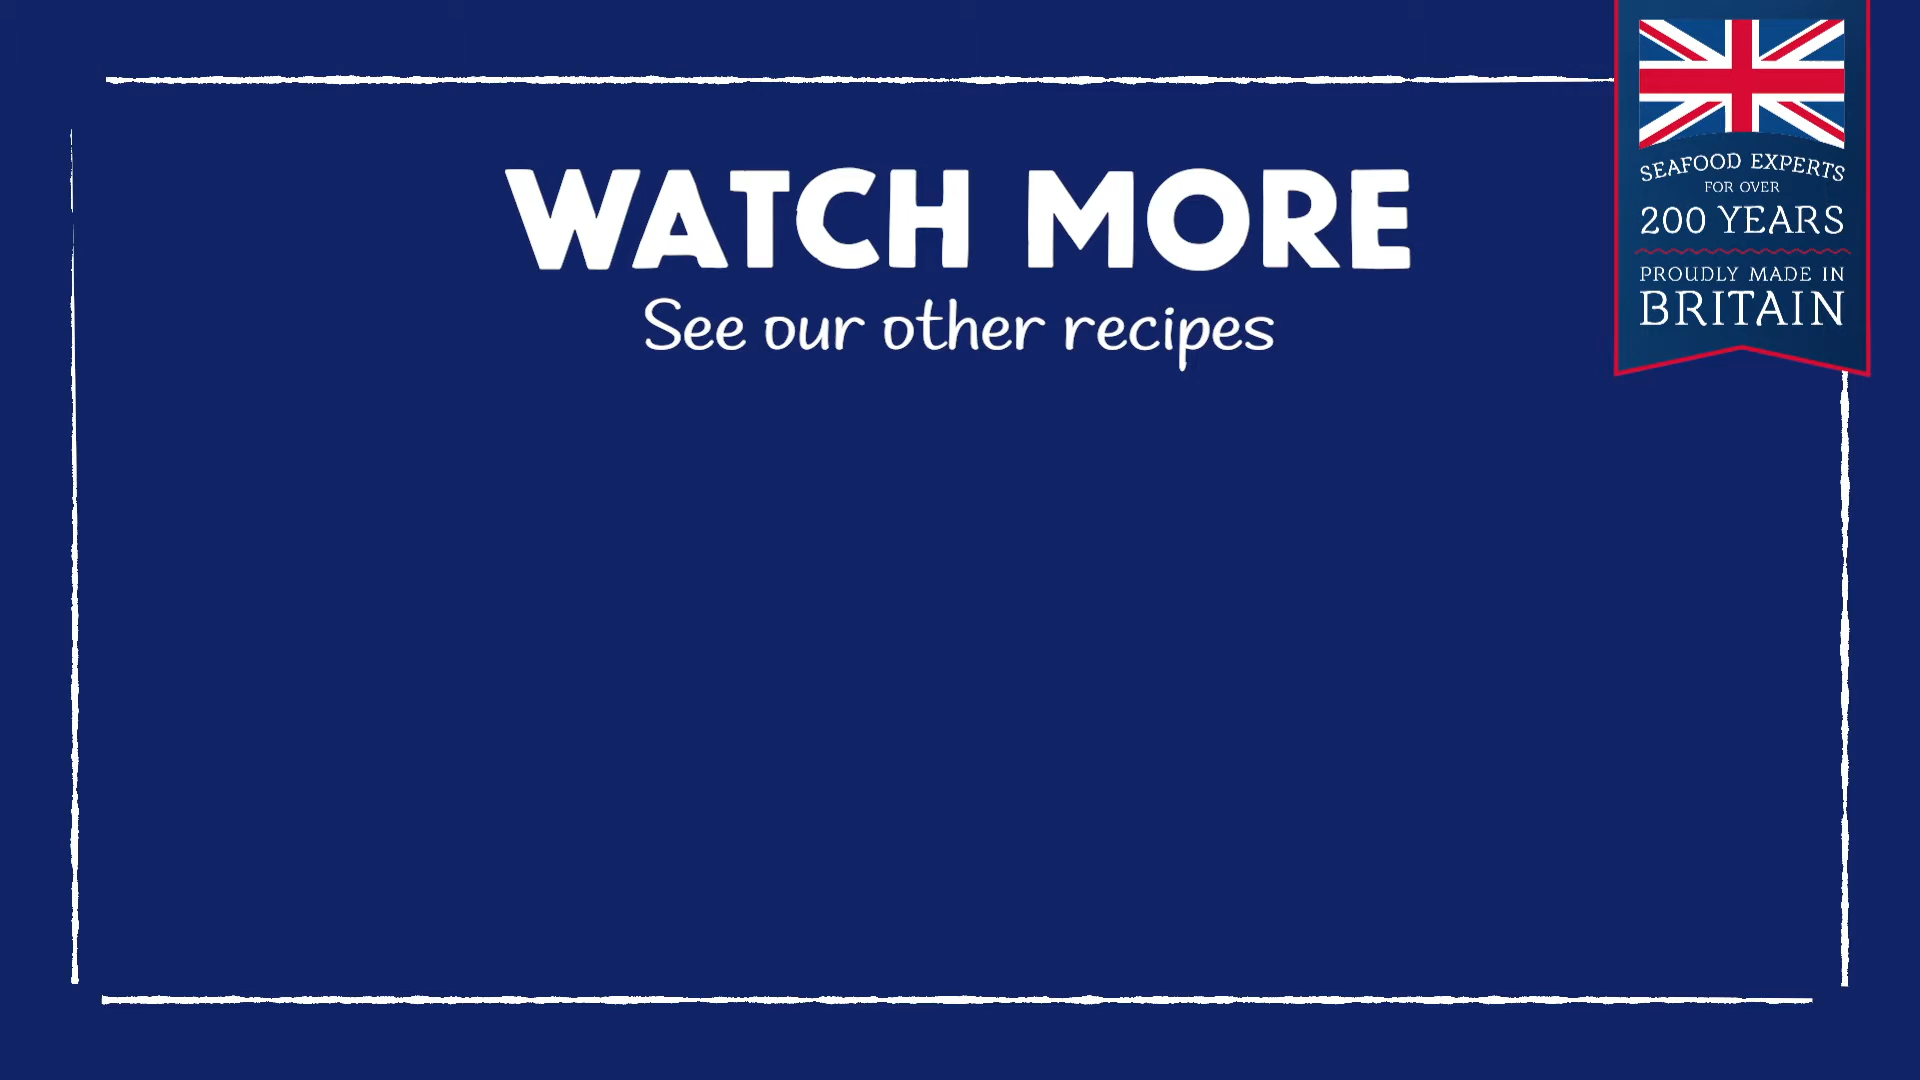 WATCH MORE
See our other recipes
SEAFOOD EXPERTS
FOR OVER
200 YEARS
PROUDLY MADE IN
BRITAIN